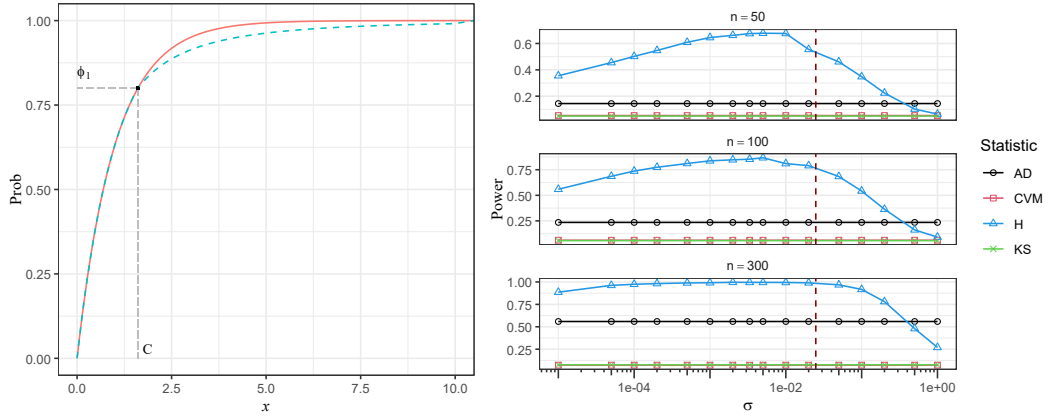 Prob
1.00
0.75
0.50
0.25
0.00
ϕ1
C
0.0
2.5
5.0
7.5
10.0
x
Power
n = 50
0.6
0.4
0.2
n = 100
0.75
0.50
0.25
n = 300
1.00
0.75
0.50
0.25
1e-04
1e-02
1e+00
σ
Statistic
AD
CVM
H
KS